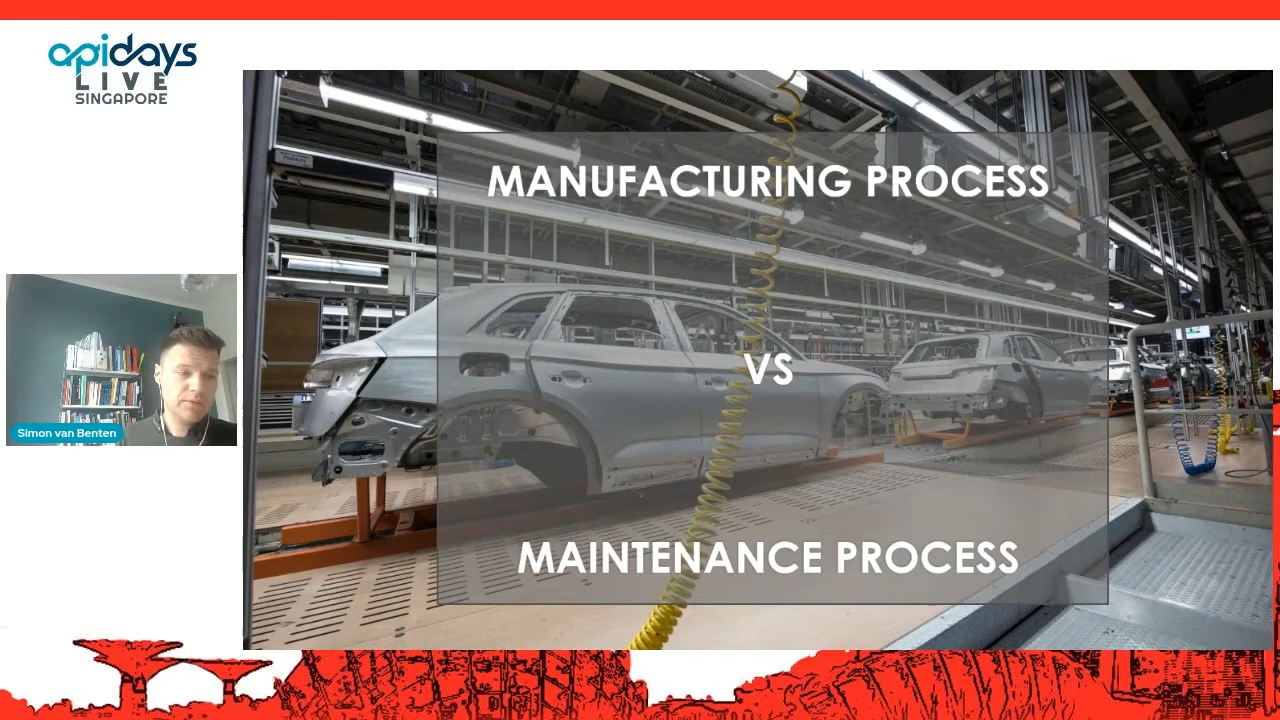 apidays
LIVE
SINGAPORE
MANUFACTURING PROCESS
VS
MAINTENANCE PROCESS
Simon van Benten